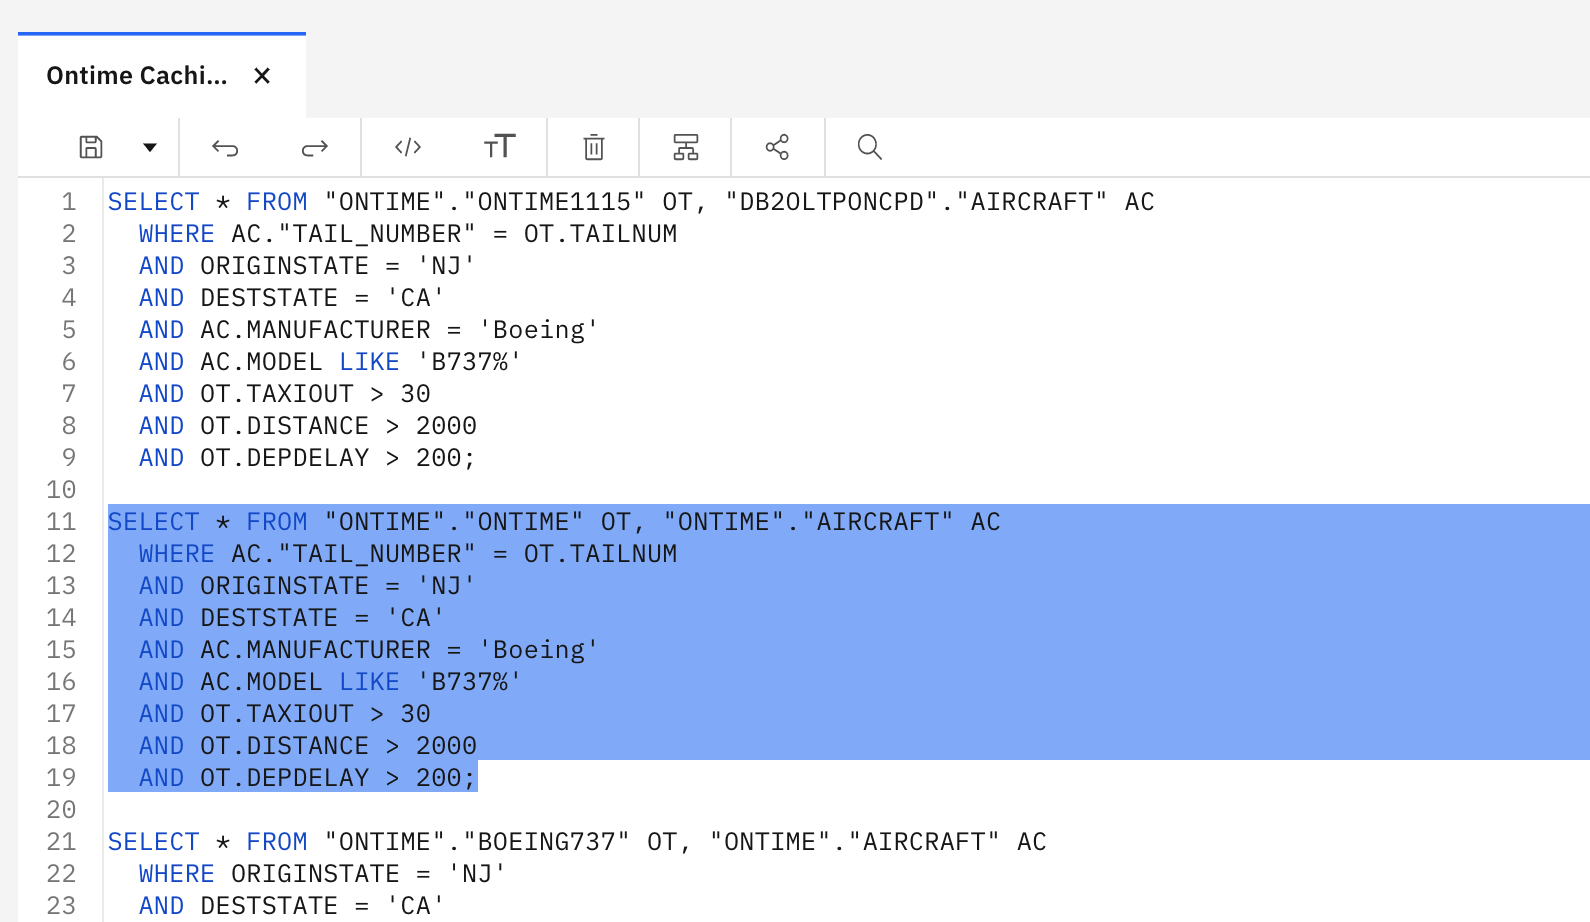 Ontime Cachi...
1 SELECT * FROM "ONTIME"."ONTIME1115" OT, "DB2OLTPONCPD"."AIRCRAFT" AC
2 WHERE AC."TAIL_NUMBER" = OT.TAILNUM
3 AND ORIGINSTATE = 'NJ'
4 AND DESTSTATE = 'CA'
5 AND AC.MANUFACTURER = 'Boeing'
6 AND AC.MODEL LIKE 'B737%'
7 AND OT.TAXIOUT > 30
8 AND OT.DISTANCE > 2000
9 AND OT.DEPDELAY > 200;
10
11 SELECT * FROM "ONTIME"."ONTIME" OT, "ONTIME"."AIRCRAFT" AC
12 WHERE AC."TAIL_NUMBER" = OT.TAILNUM
13 AND ORIGINSTATE = 'NJ'
14 AND DESTSTATE = 'CA'
15 AND AC.MANUFACTURER = 'Boeing'
16 AND AC.MODEL LIKE 'B737%'
17 AND OT.TAXIOUT > 30
18 AND OT.DISTANCE > 2000
19 AND OT.DEPDELAY > 200;
20
21 SELECT * FROM "ONTIME"."BOEING737" OT, "ONTIME"."AIRCRAFT" AC
22 WHERE ORIGINSTATE = 'NJ'
23 AND DESTSTATE = 'CA'